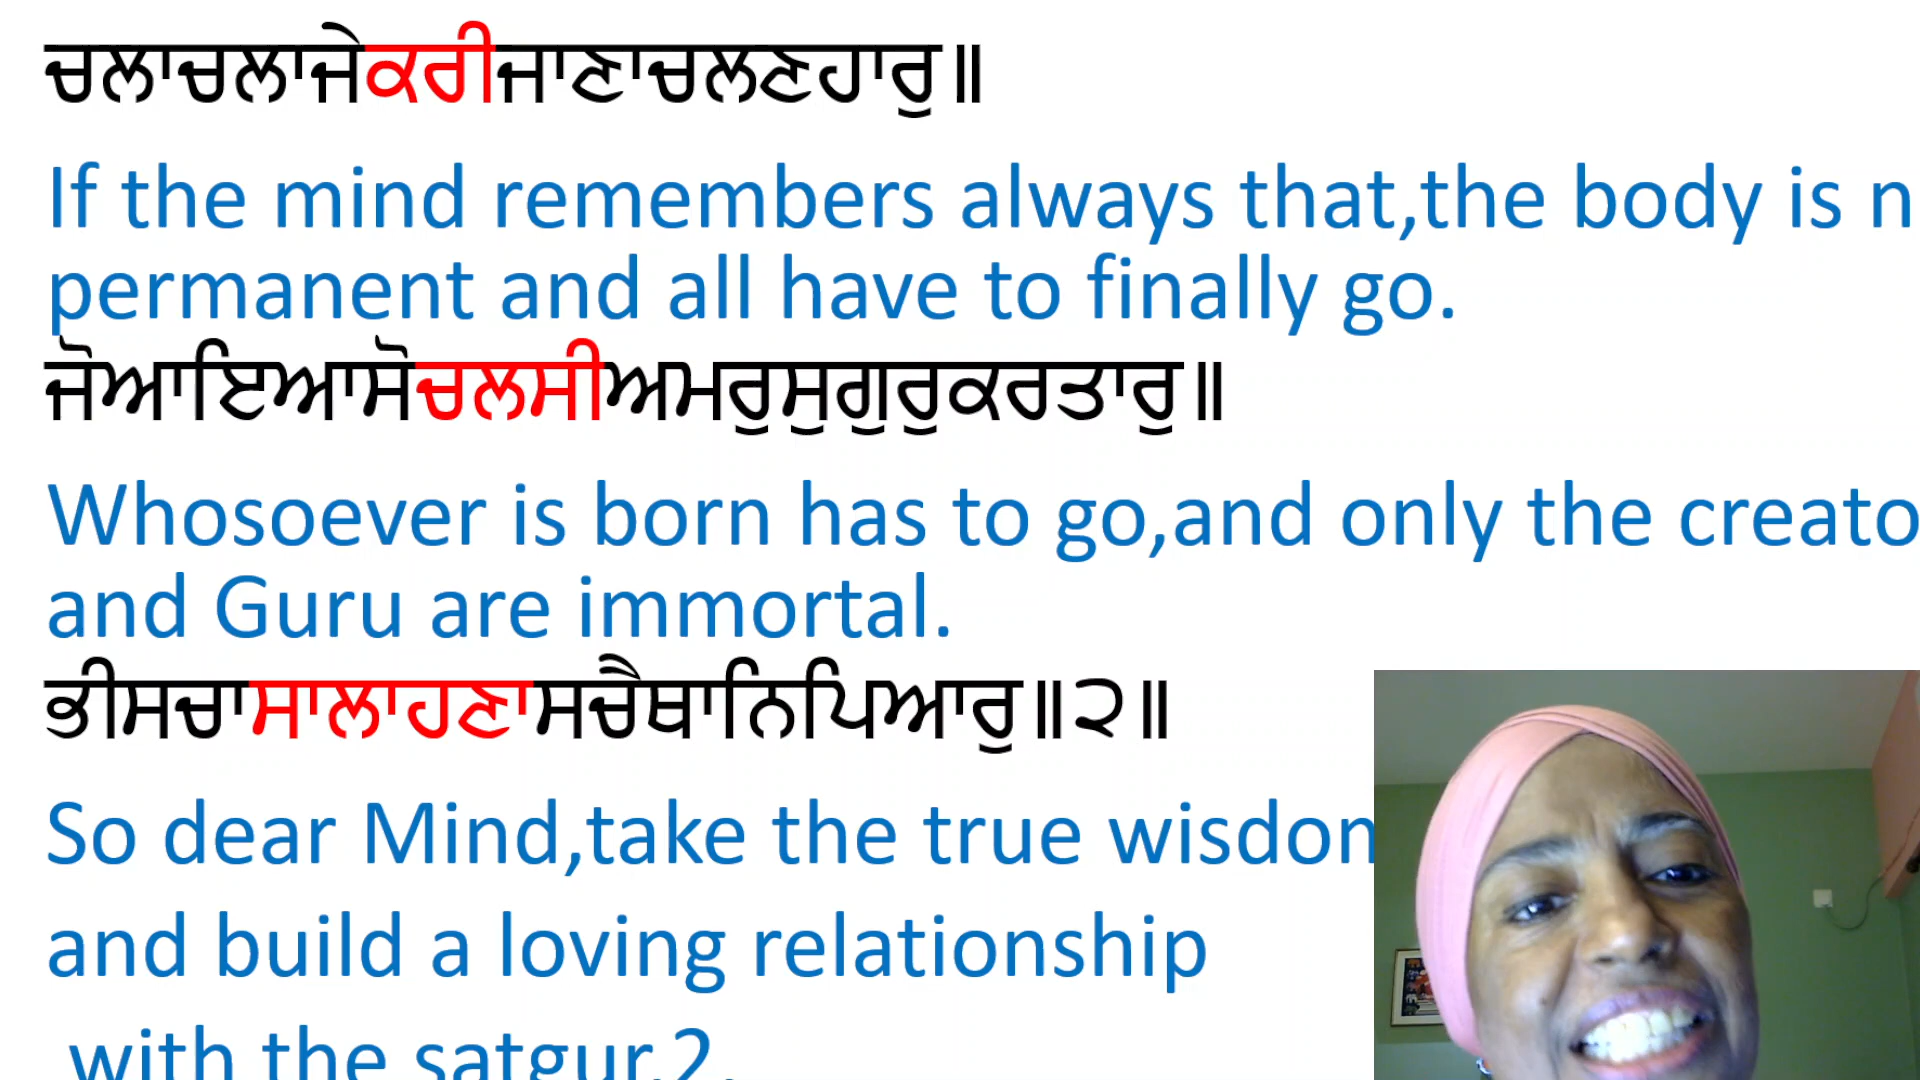 ਚਲਾਚਲਾਜੇਕਰੀਜਾਣਾਚਲਣਹਾਰੁ॥
If the mind remembers always that,the body is n
permanent and all have to finally go.
ਜੋਆਇਆਸੋਚਲਸੀਅਮਰੁਸੁਗੁਰੁਕਰਤਾਰੁ॥
Whosoever is born has to go,and only the creato
and Guru are immortal.
ਭੀਸਚਾਸਾਲਾਹਣਾਸਚੈਥਾਨਿਪਿਆਰੁ॥੨॥
So dear Mind,take the true wisdom
and build a loving relationship
with the satgur.2.